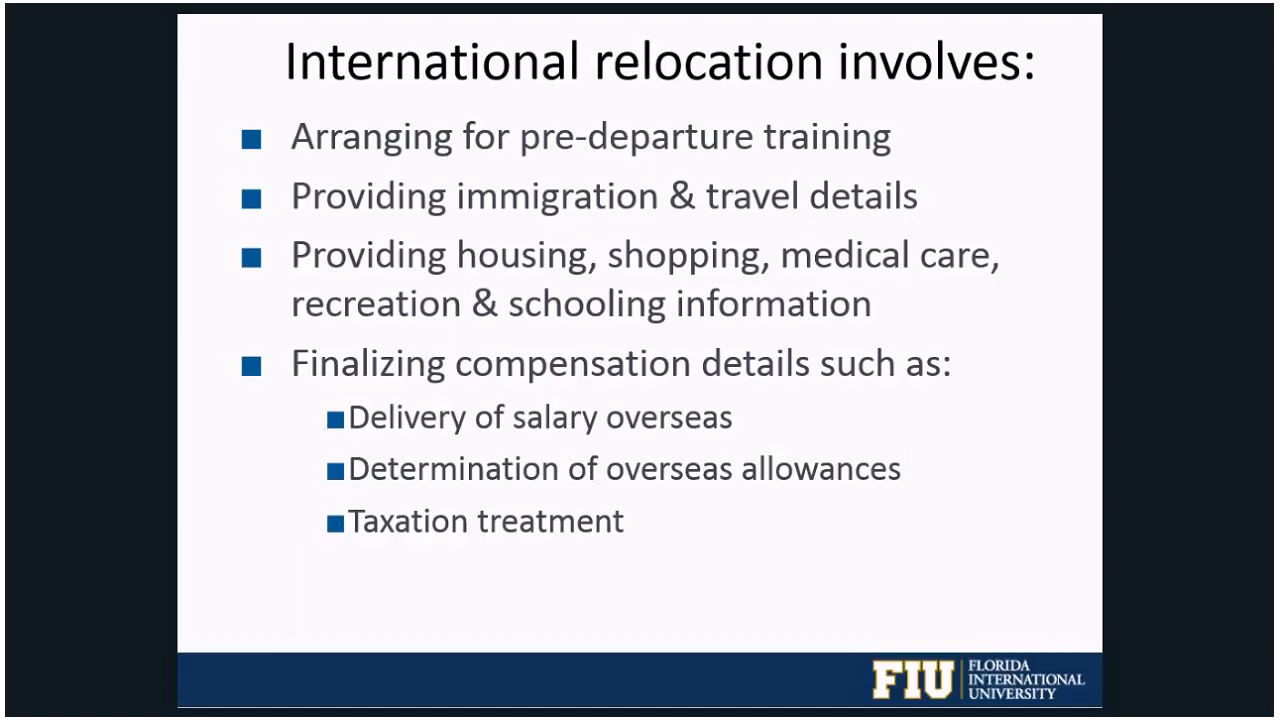 International relocation involves:
■ Arranging for pre-departure training
■ Providing immigration & travel details
■ Providing housing, shopping, medical care,
recreation & schooling information
■ Finalizing compensation details such as:
■Delivery of salary overseas
■Determination of overseas allowances
■Taxation treatment
FIU
FLORIDA
INTERNATIONAL
UNIVERSITY